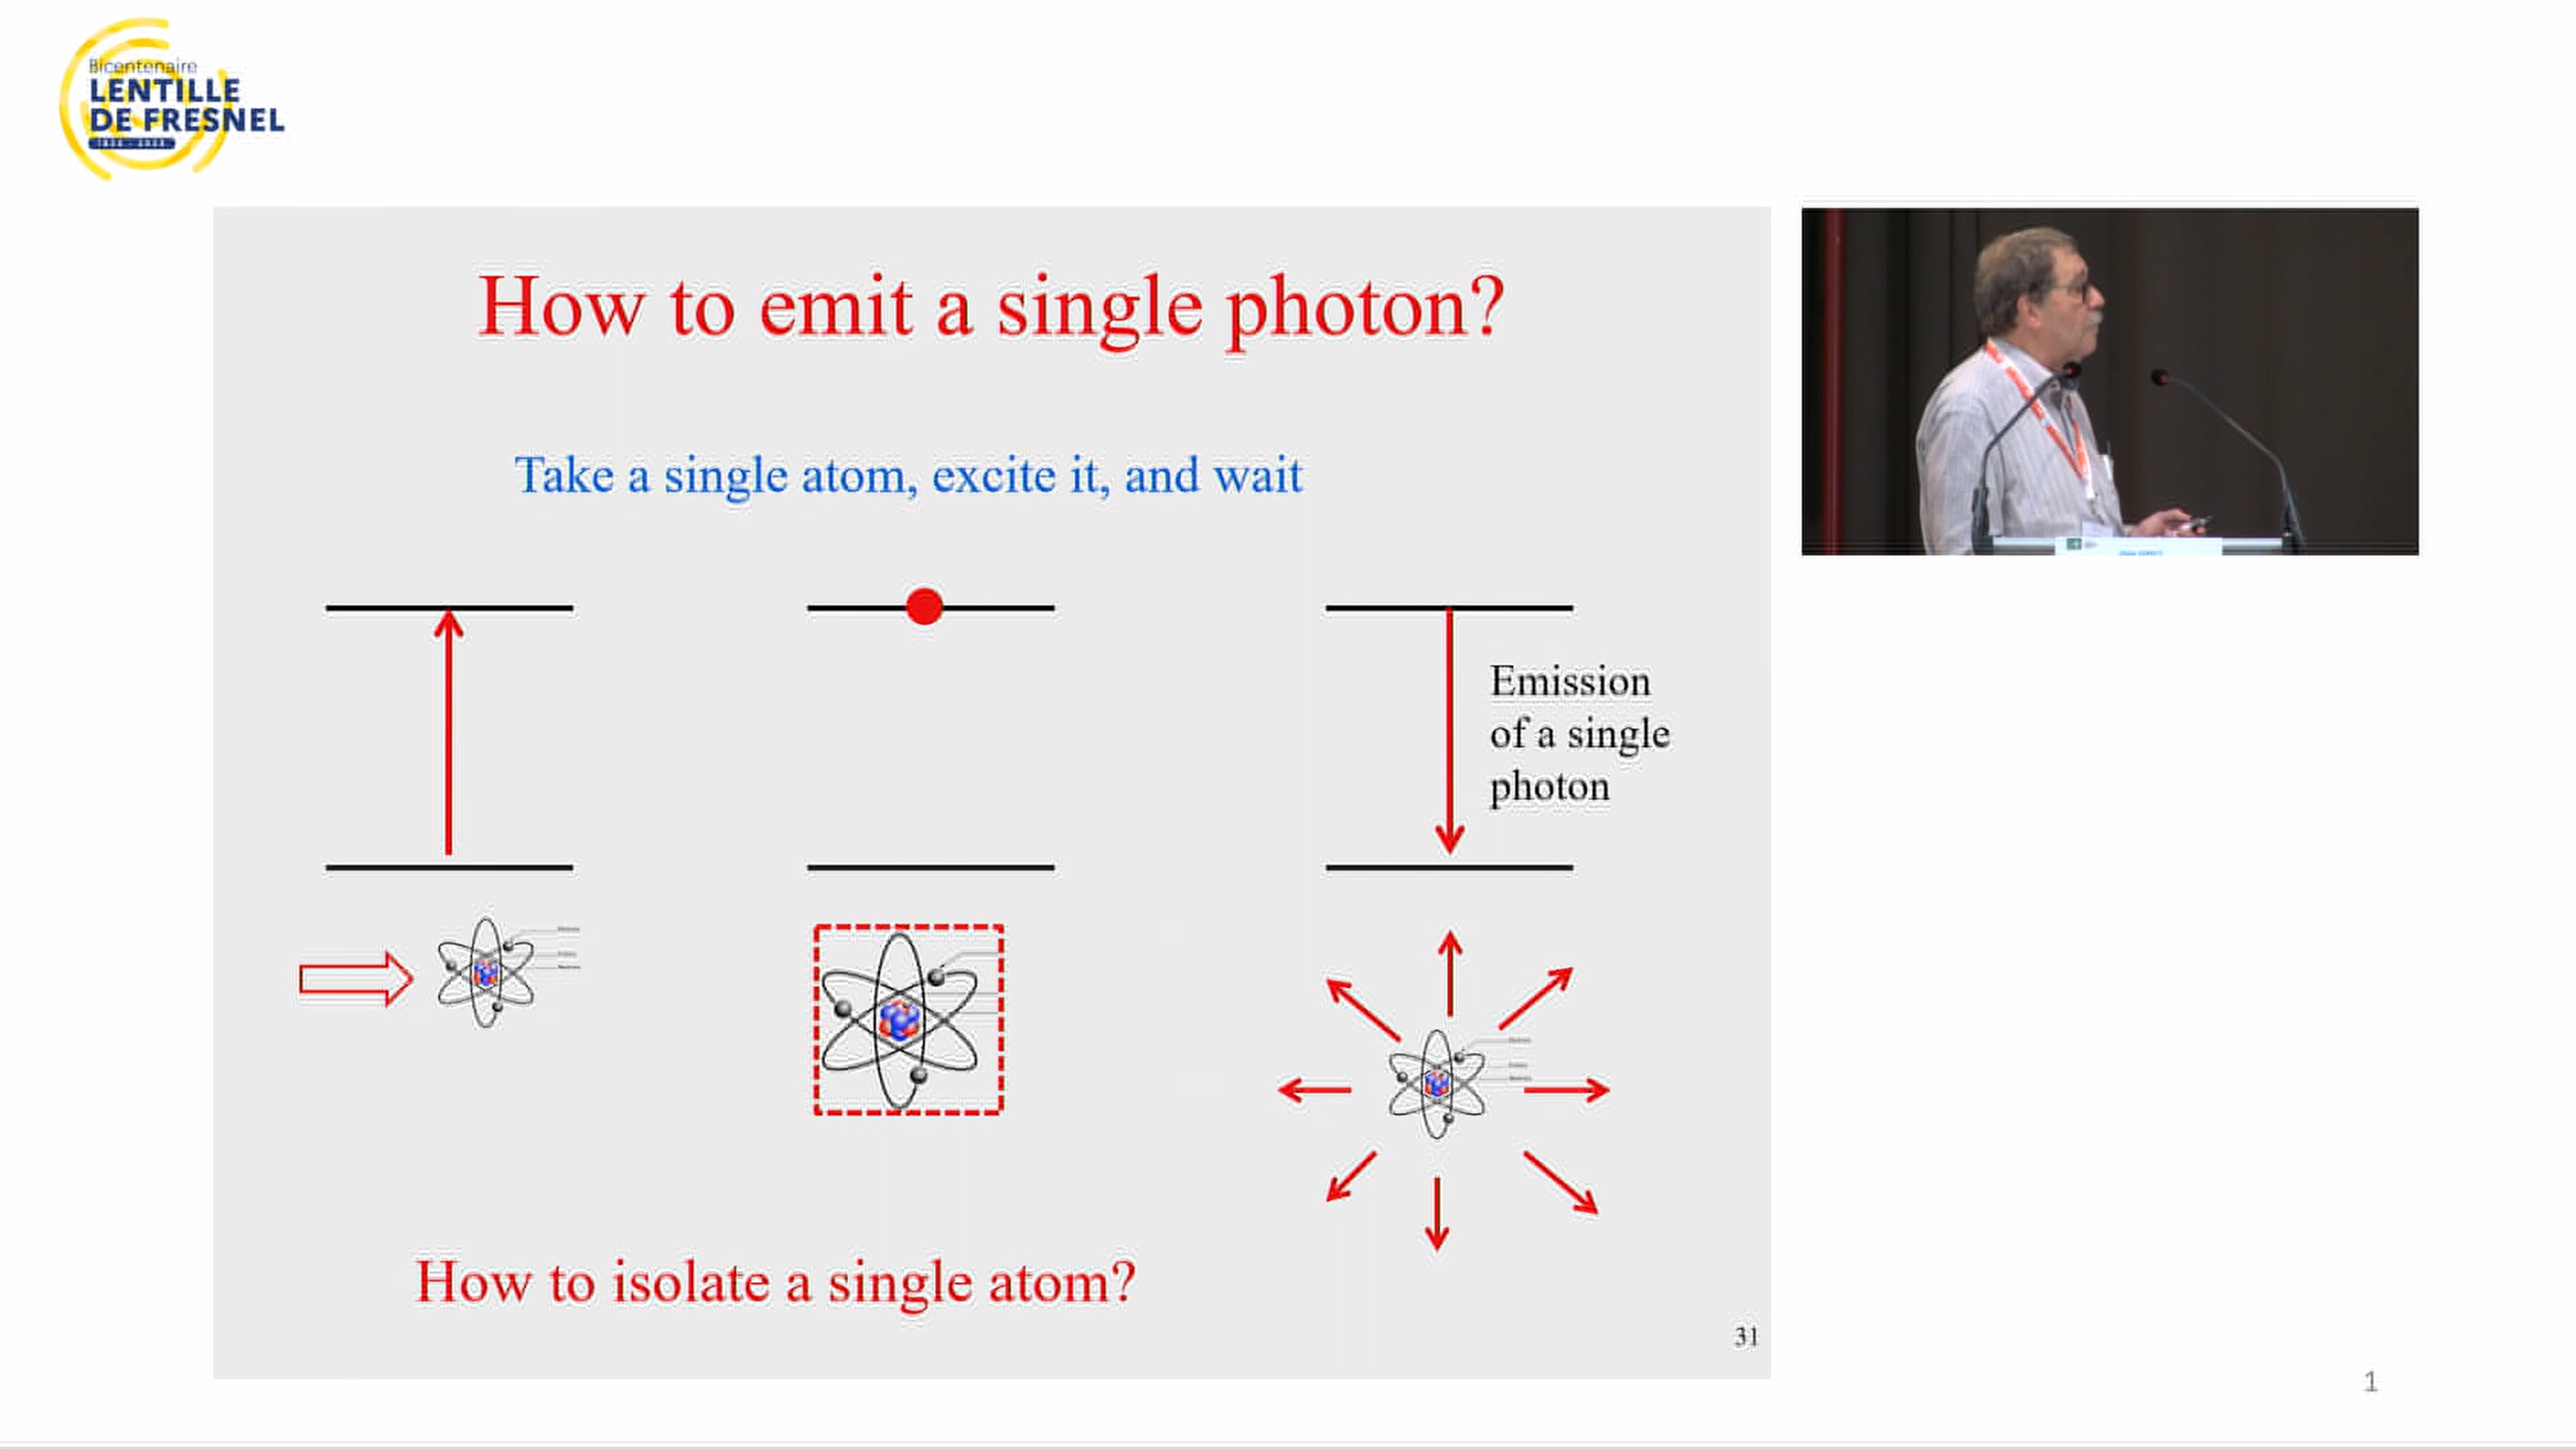 Bicentenaire
LENTILLE
DE FRESNEL
How to emit a single photon?
Take a single atom, excite it, and wait
Emission
of a single
photon
How to isolate a single atom?
31
1